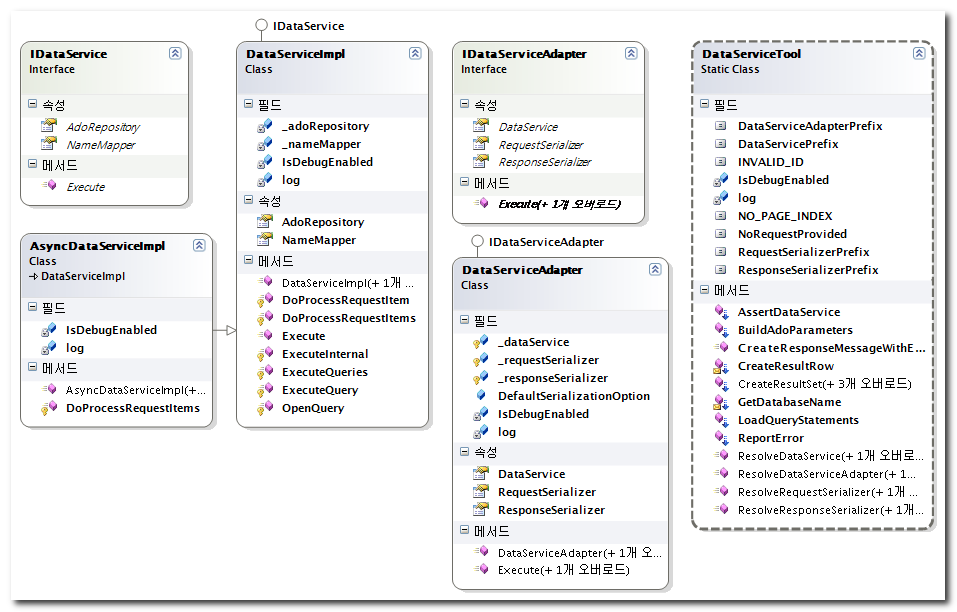 IDataService
Interface
속성
AdoRepository
NameMapper
메서드
Execute
AsyncDataServiceImpl
Class
DataServiceImpl
필드
IsDebugEnabled
log
메서드
AsyncDataServiceImpl(+...
DoProcessRequestItems
IDataService
DataServiceImpl
Class
필드
_adoRepository
_nameMapper
IsDebugEnabled
log
속성
AdoRepository
NameMapper
메서드
DataServiceImpl(+ 1개 ...
DoProcessRequestItem
DoProcessRequestItems
Execute
ExecuteInternal
ExecuteQueries
ExecuteQuery
OpenQuery
IDataServiceAdapter
Interface
속성
DataService
RequestSerializer
ResponseSerializer
메서드
Execute(+ 1개 오버로드)
IDataServiceAdapter
DataServiceAdapter
Class
필드
_dataService
_requestSerializer
_responseSerializer
DefaultSerializationOption
IsDebugEnabled
log
속성
DataService
RequestSerializer
ResponseSerializer
메서드
DataServiceAdapter(+ 1개 오...
Execute(+ 1개 오버로드)
DataServiceTool
Static Class
필드
DataServiceAdapterPrefix
DataServicePrefix
INVALID_ID
IsDebugEnabled
log
NO_PAGE_INDEX
NoRequestProvided
RequestSerializerPrefix
ResponseSerializerPrefix
메서드
AssertDataService
BuildAdoParameters
CreateResponseMessageWithE...
CreateResultRow
CreateResultSet(+ 3개 오버로드)
GetDatabaseName
LoadQueryStatements
ReportError
ResolveDataService(+ 1개 오버로...
ResolveDataServiceAdapter(+ 1...
ResolveRequestSerializer(+ 1개 ...
ResolveResponseSerializer(+ 1개...